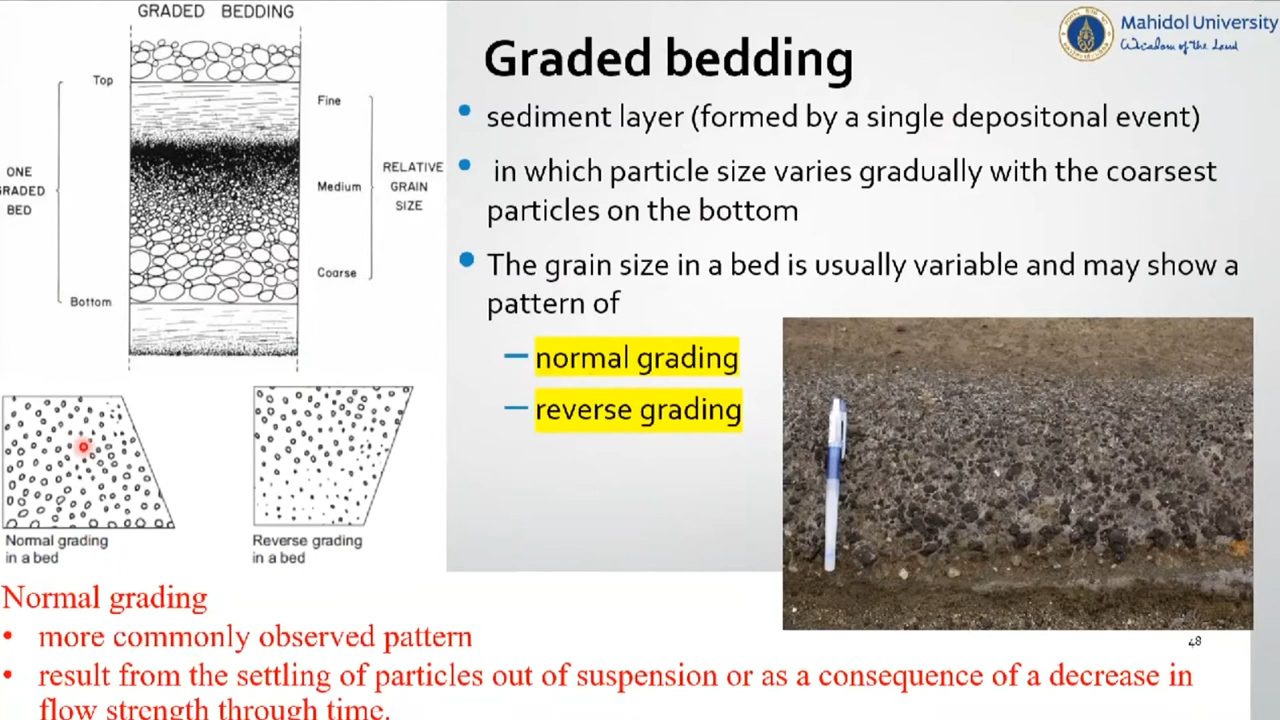 GRADED BEDDING
Top
Fine
ONE
GRADED
BED
RELATIVE
GRAIN
SIZE
Medium
Coarse
Bottom
Normal grading
in a bed
Reverse grading
in a bed
Graded bedding
Mahidol University
Wisdom of the Land
• sediment layer (formed by a single depositonal event)
• in which particle size varies gradually with the coarsest
particles on the bottom
• The grain size in a bed is usually variable and may show a
pattern of
– normal grading
– reverse grading
48
Normal grading
• more commonly observed pattern
• result from the settling of particles out of suspension or as a consequence of a decrease in
flow strength through time.